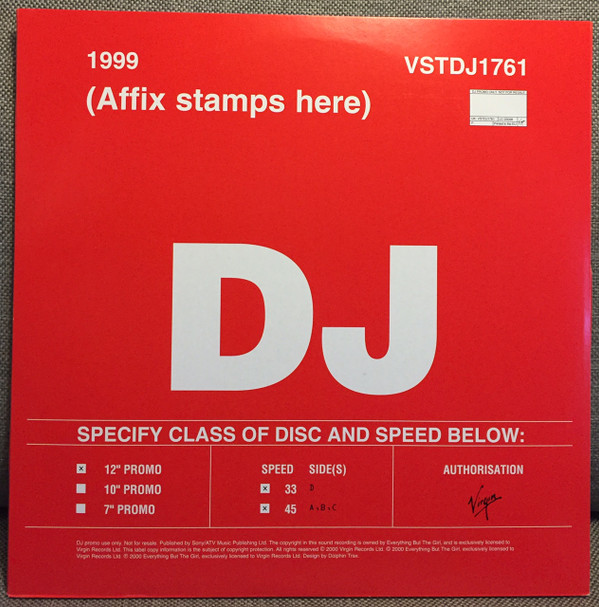 1999
VSTDJ1761
(Affix stamps here)
DJ
SPECIFY CLASS OF DISC AND SPEED BELOW:
12" PROMO
10" PROMO
7" PROMO
SPEED SIDE(S)
33 D
45 A,B,C
AUTHORISATION
Virgin
DJ promo use only. Not for resale. Published by Sony/ATV Music Publishing Ltd. The copyright in this sound recording is owned by Everything But The Girl, and is exclusively licensed to
Virgin Records Ltd. This label copy information is the subject of copyright protection. All rights reserved © 2000 Virgin Records Ltd. ℗ 2000 Everything But The Girl, exclusively licensed to
Virgin Records Ltd. ℗ 2000 Everything But The Girl, exclusively licensed to Virgin Records Ltd. Design by Dolphin Trax.